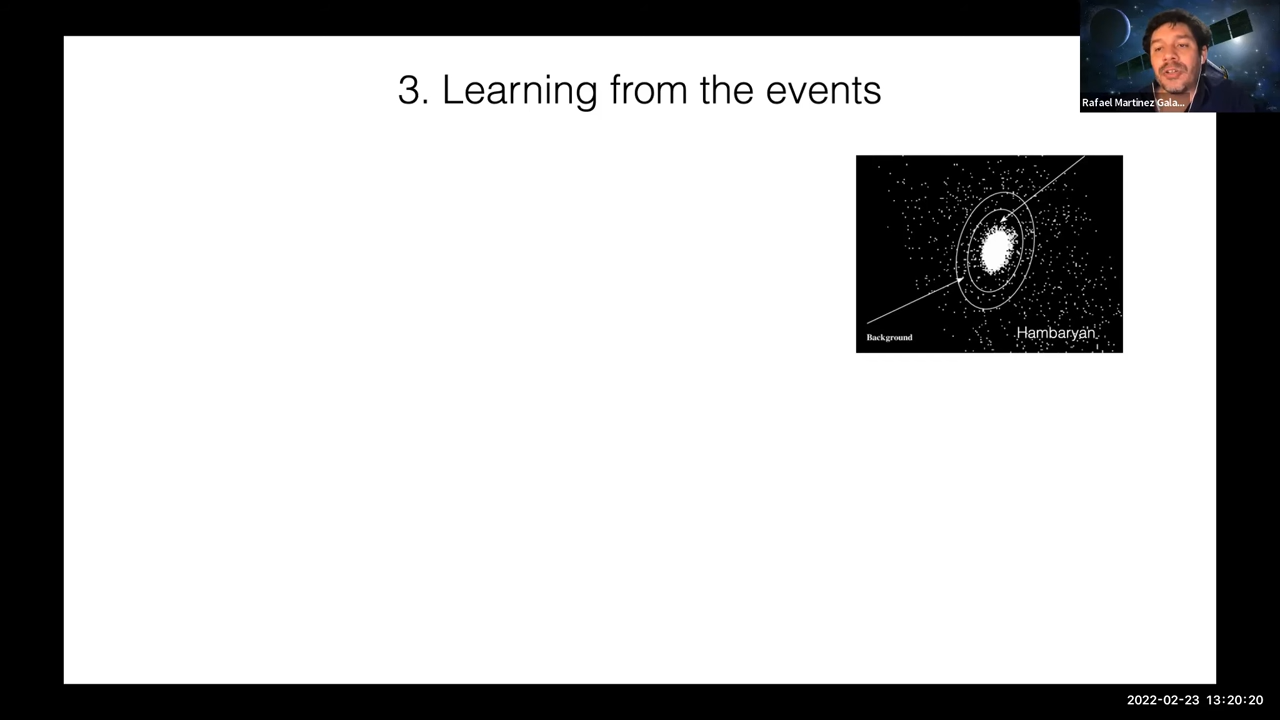 3. Learning from the events
Rafael Martinez Gala...
Background
Hambaryan
2022-02-23 13:20:20